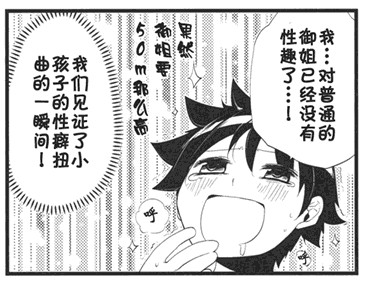 我…对普通的
御姐已经没有
性趣了…！
果然
御姐要
50m那么高
我们见证了小
孩子的性癖扭
曲的一瞬间！
呼
呼